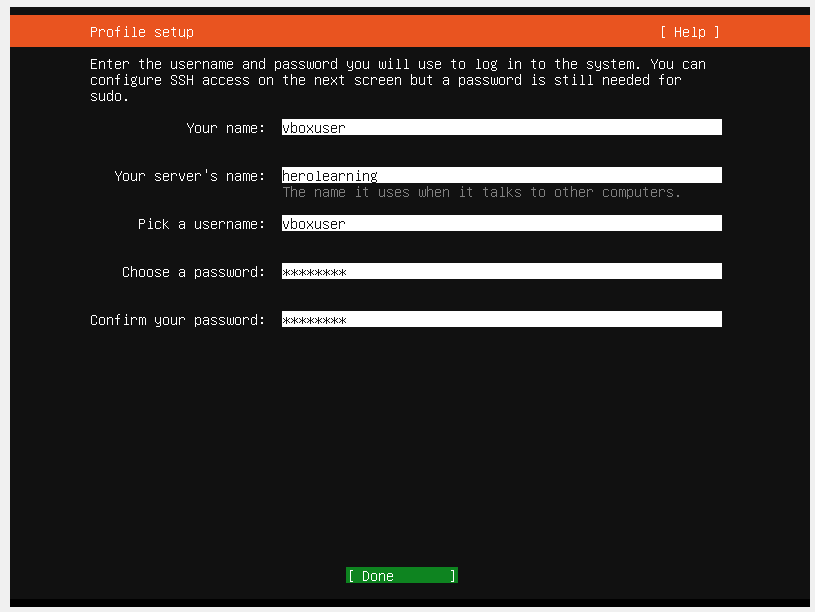 Profile setup [ Help ]
Enter the username and password you will use to log in to the system. You can
configure SSH access on the next screen but a password is still needed for
sudo.
Your name: vboxuser
Your server's name: herolearning
The name it uses when it talks to other computers.
Pick a username: vboxuser
Choose a password: ********
Confirm your password: ********
[ Done ]